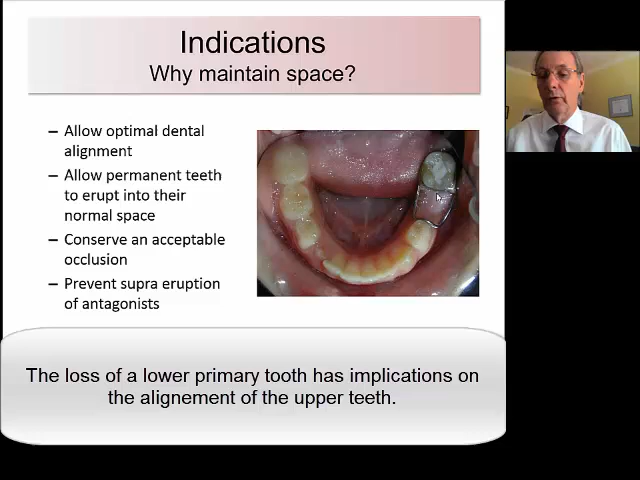 Indications
Why maintain space?
– Allow optimal dental
alignment
– Allow permanent teeth
to erupt into their
normal space
– Conserve an acceptable
occlusion
– Prevent supra eruption
of antagonists
The loss of a lower primary tooth has implications on
the alignement of the upper teeth.